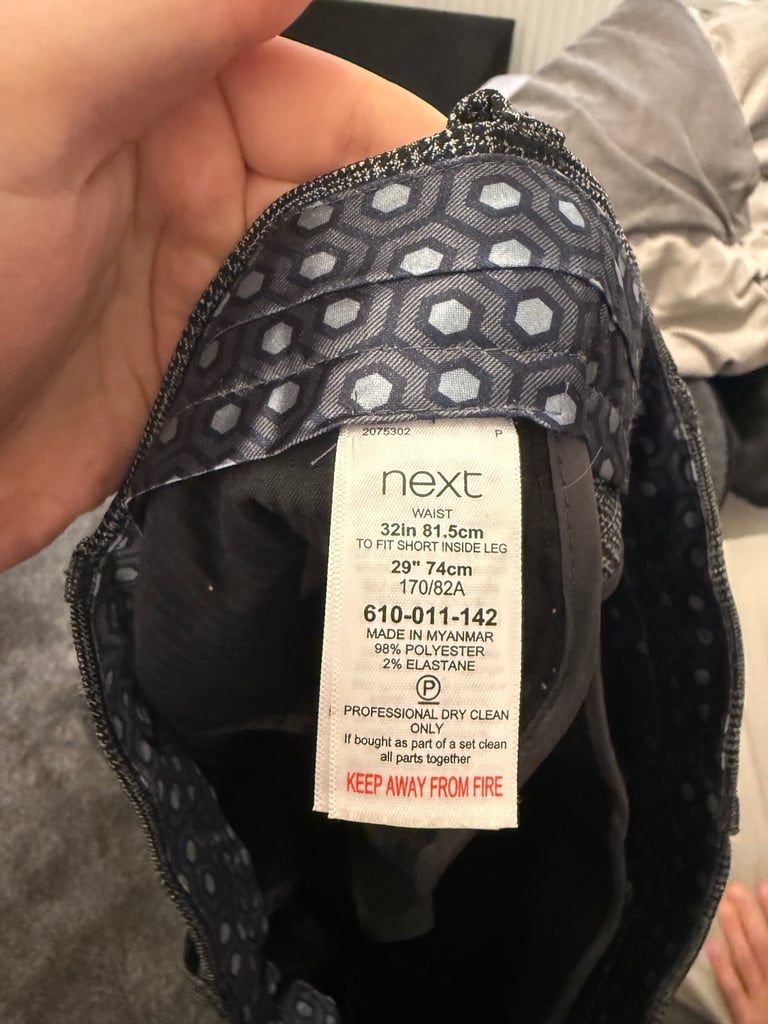 2075302 P
next
WAIST
32in 81.5cm
TO FIT SHORT INSIDE LEG
29" 74cm
170/82A
610-011-142
MADE IN MYANMAR
98% POLYESTER
2% ELASTANE
P
PROFESSIONAL DRY CLEAN
ONLY
If bought as part of a set clean
all parts together
KEEP AWAY FROM FIRE